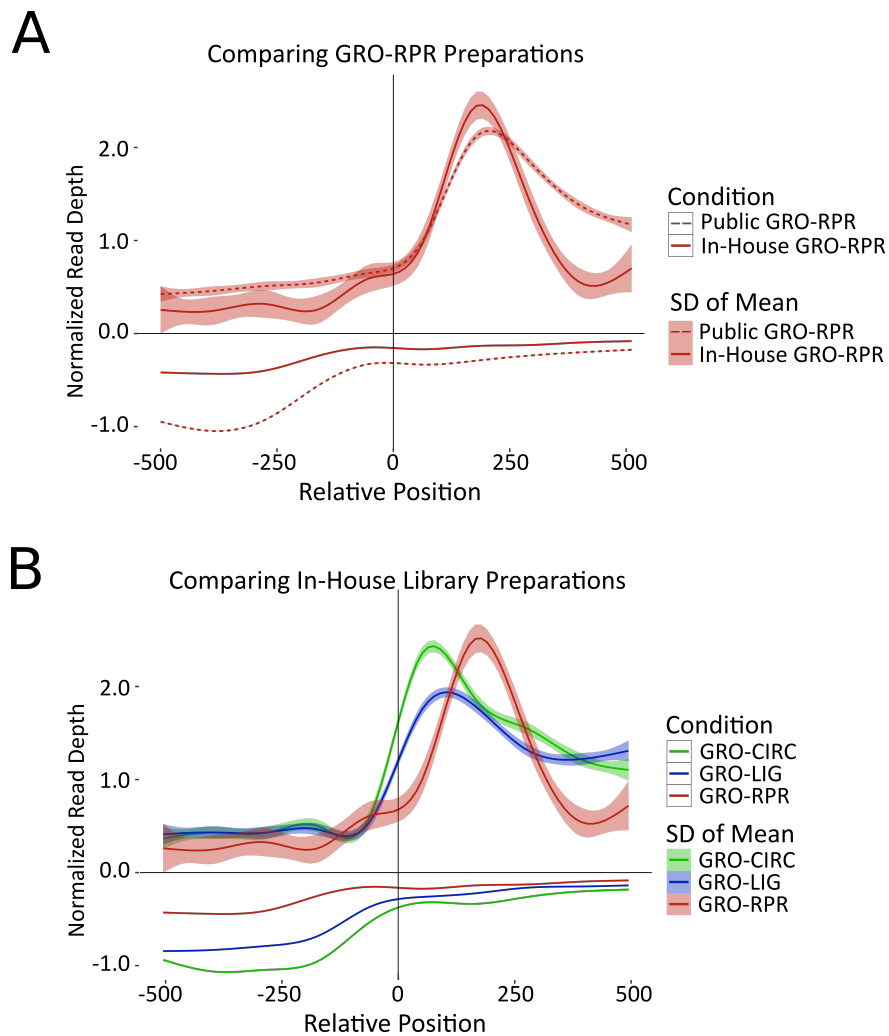 A
Comparing GRO-RPR Preparations
Normalized Read Depth
2.0
1.0
0.0
-1.0
-500 -250 0 250 500
Relative Position
Condition
Public GRO-RPR
In-House GRO-RPR
SD of Mean
Public GRO-RPR
In-House GRO-RPR
B
Comparing In-House Library Preparations
Normalized Read Depth
2.0
1.0
0.0
-1.0
-500 -250 0 250 500
Relative Position
Condition
GRO-CIRC
GRO-LIG
GRO-RPR
SD of Mean
GRO-CIRC
GRO-LIG
GRO-RPR